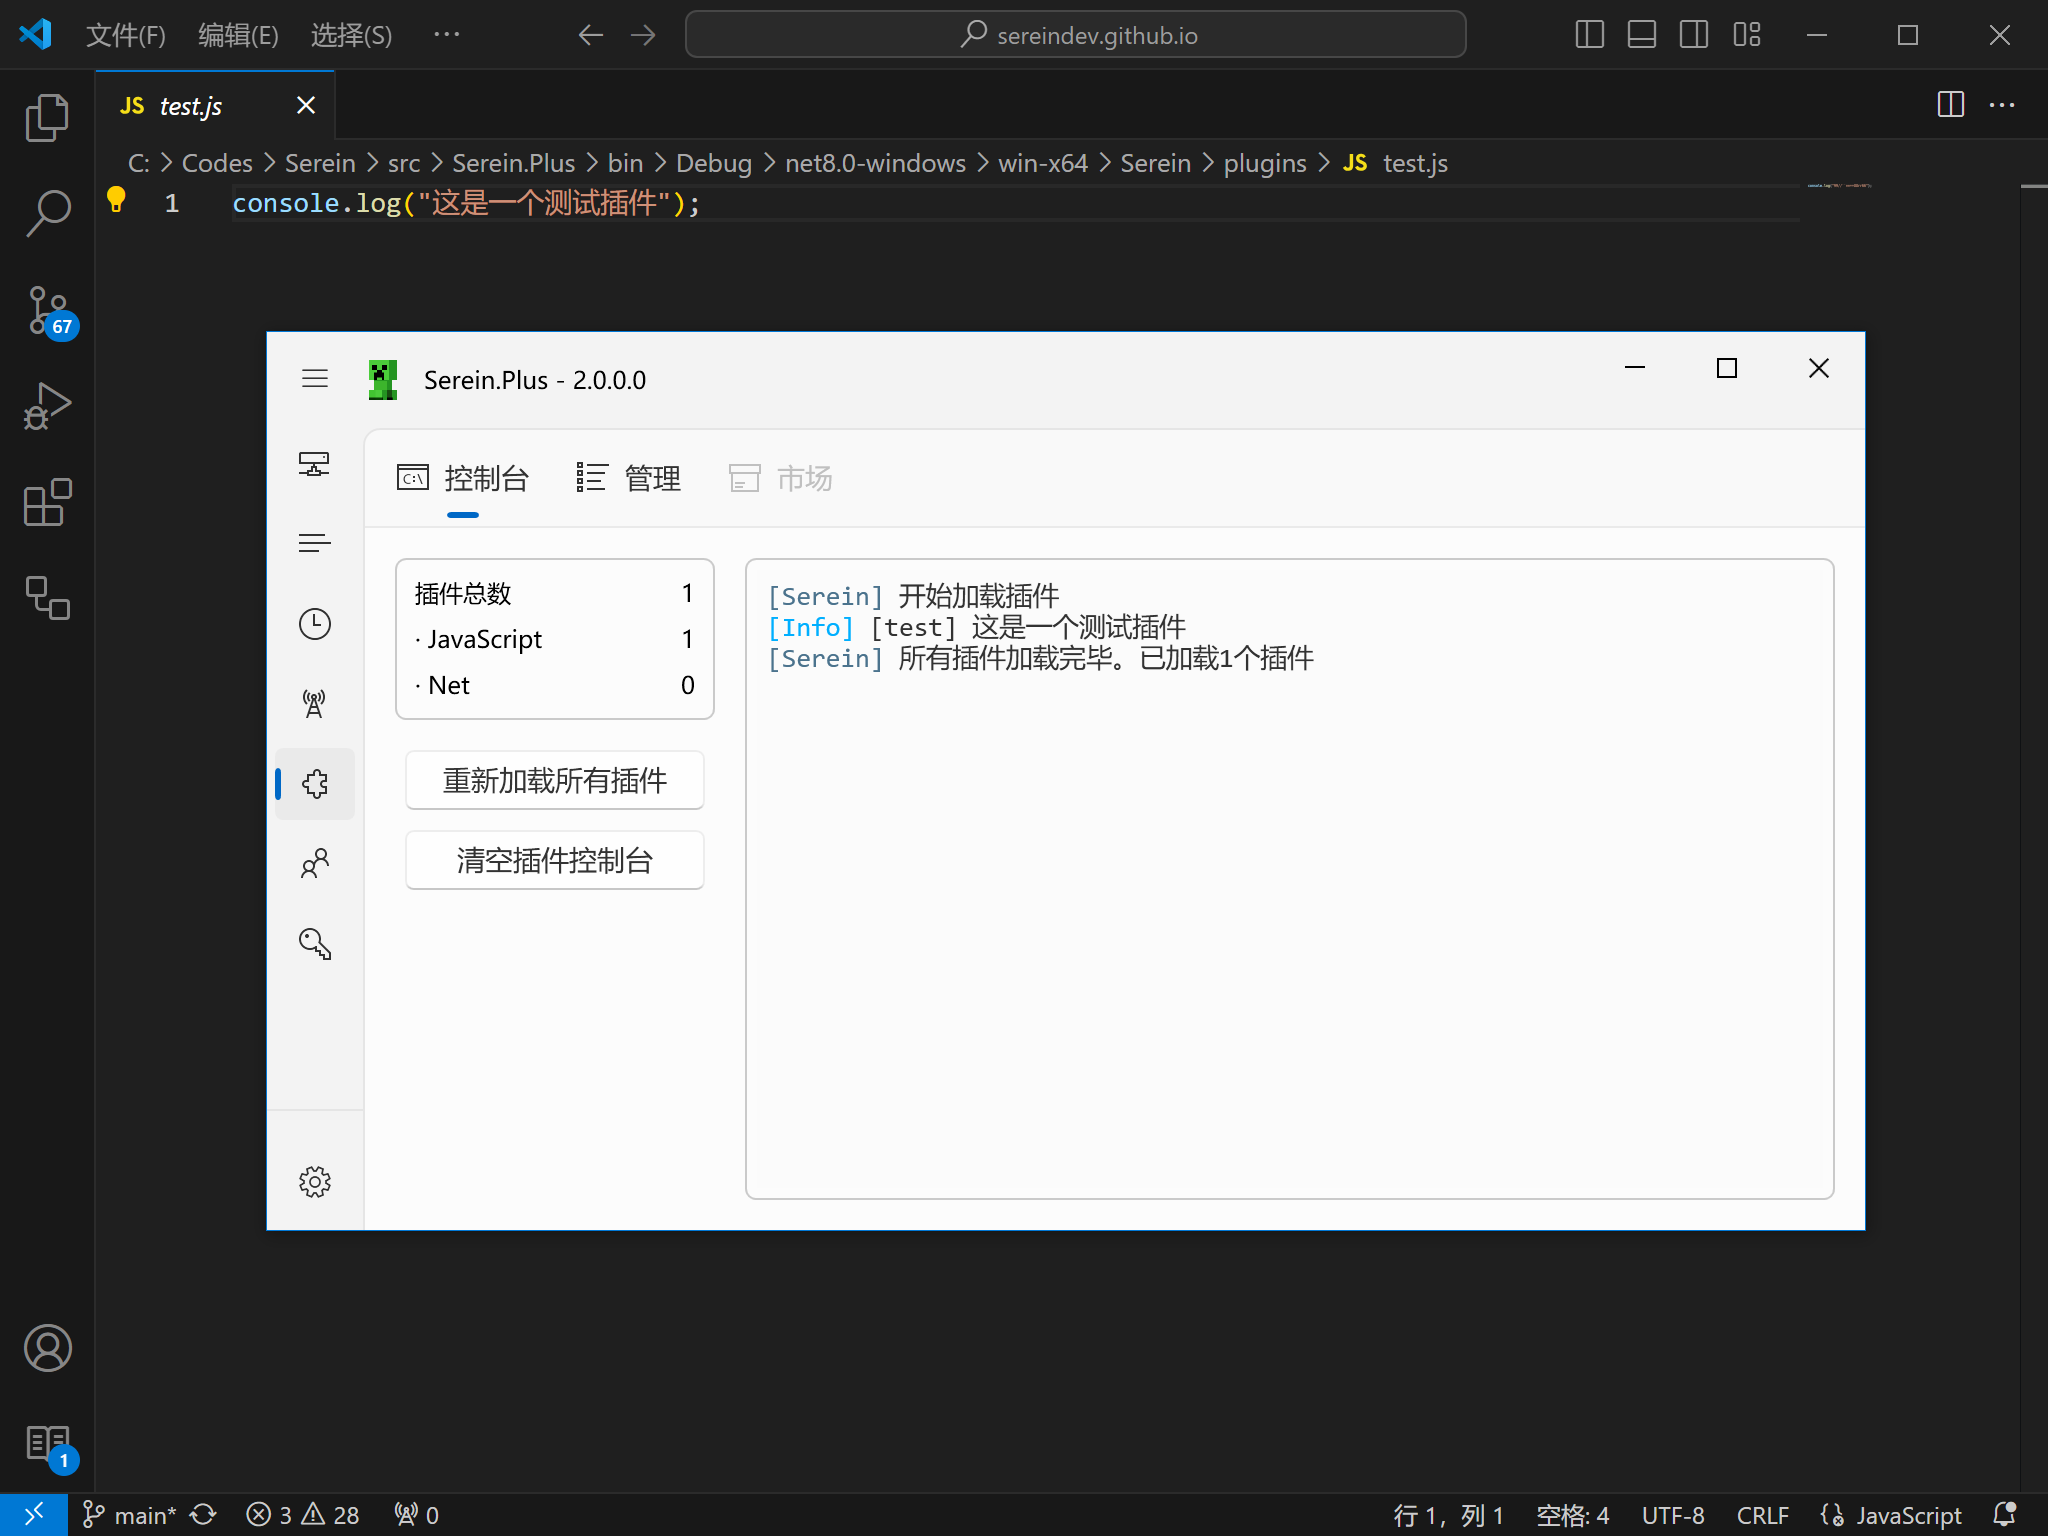 文件(F) 编辑(E) 选择(S) ··· sereindev.github.io
JS test.js
C: > Codes > Serein > src > Serein.Plus > bin > Debug > net8.0-windows > win-x64 > Serein > plugins > JS test.js
1 console.log("这是一个测试插件");
67
Serein.Plus - 2.0.0.0
C:\ 控制台 管理 市场
插件总数 1
· JavaScript 1
· Net 0
重新加载所有插件
清空插件控制台
[Serein] 开始加载插件
[Info] [test] 这是一个测试插件
[Serein] 所有插件加载完毕。已加载1个插件
1
main* 3 28 0 行 1, 列 1 空格: 4 UTF-8 CRLF JavaScript